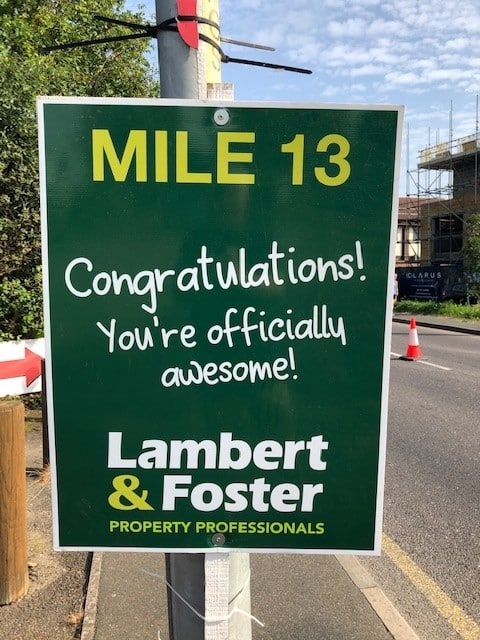 MILE 13
Congratulations!
You're officially
awesome!
Lambert
& Foster
PROPERTY PROFESSIONALS
CLARUS